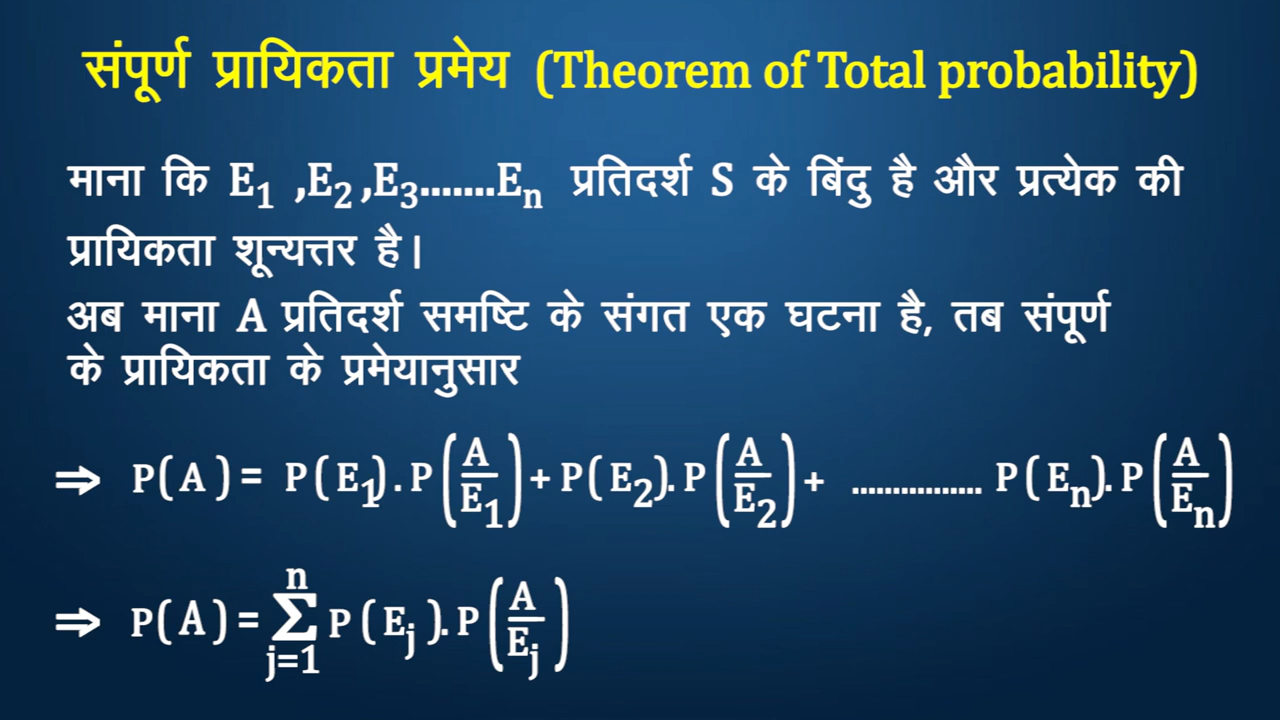 संपूर्ण प्रायिकता प्रमेय (Theorem of Total probability)
माना कि E₁ ,E₂ ,E₃.......Eₙ प्रतिदर्श S के बिंदु है और प्रत्येक की
प्रायिकता शून्यत्तर है।
अब माना A प्रतिदर्श समष्टि के संगत एक घटना है, तब संपूर्ण
के प्रायिकता के प्रमेयानुसार
⇒ P(A) = P(E₁).P(A/E₁) + P(E₂).P(A/E₂) + ................ P(Eₙ).P(A/Eₙ)
⇒ P(A) = ∑ⁿⱼ₌₁ P(Eⱼ).P(A/Eⱼ)